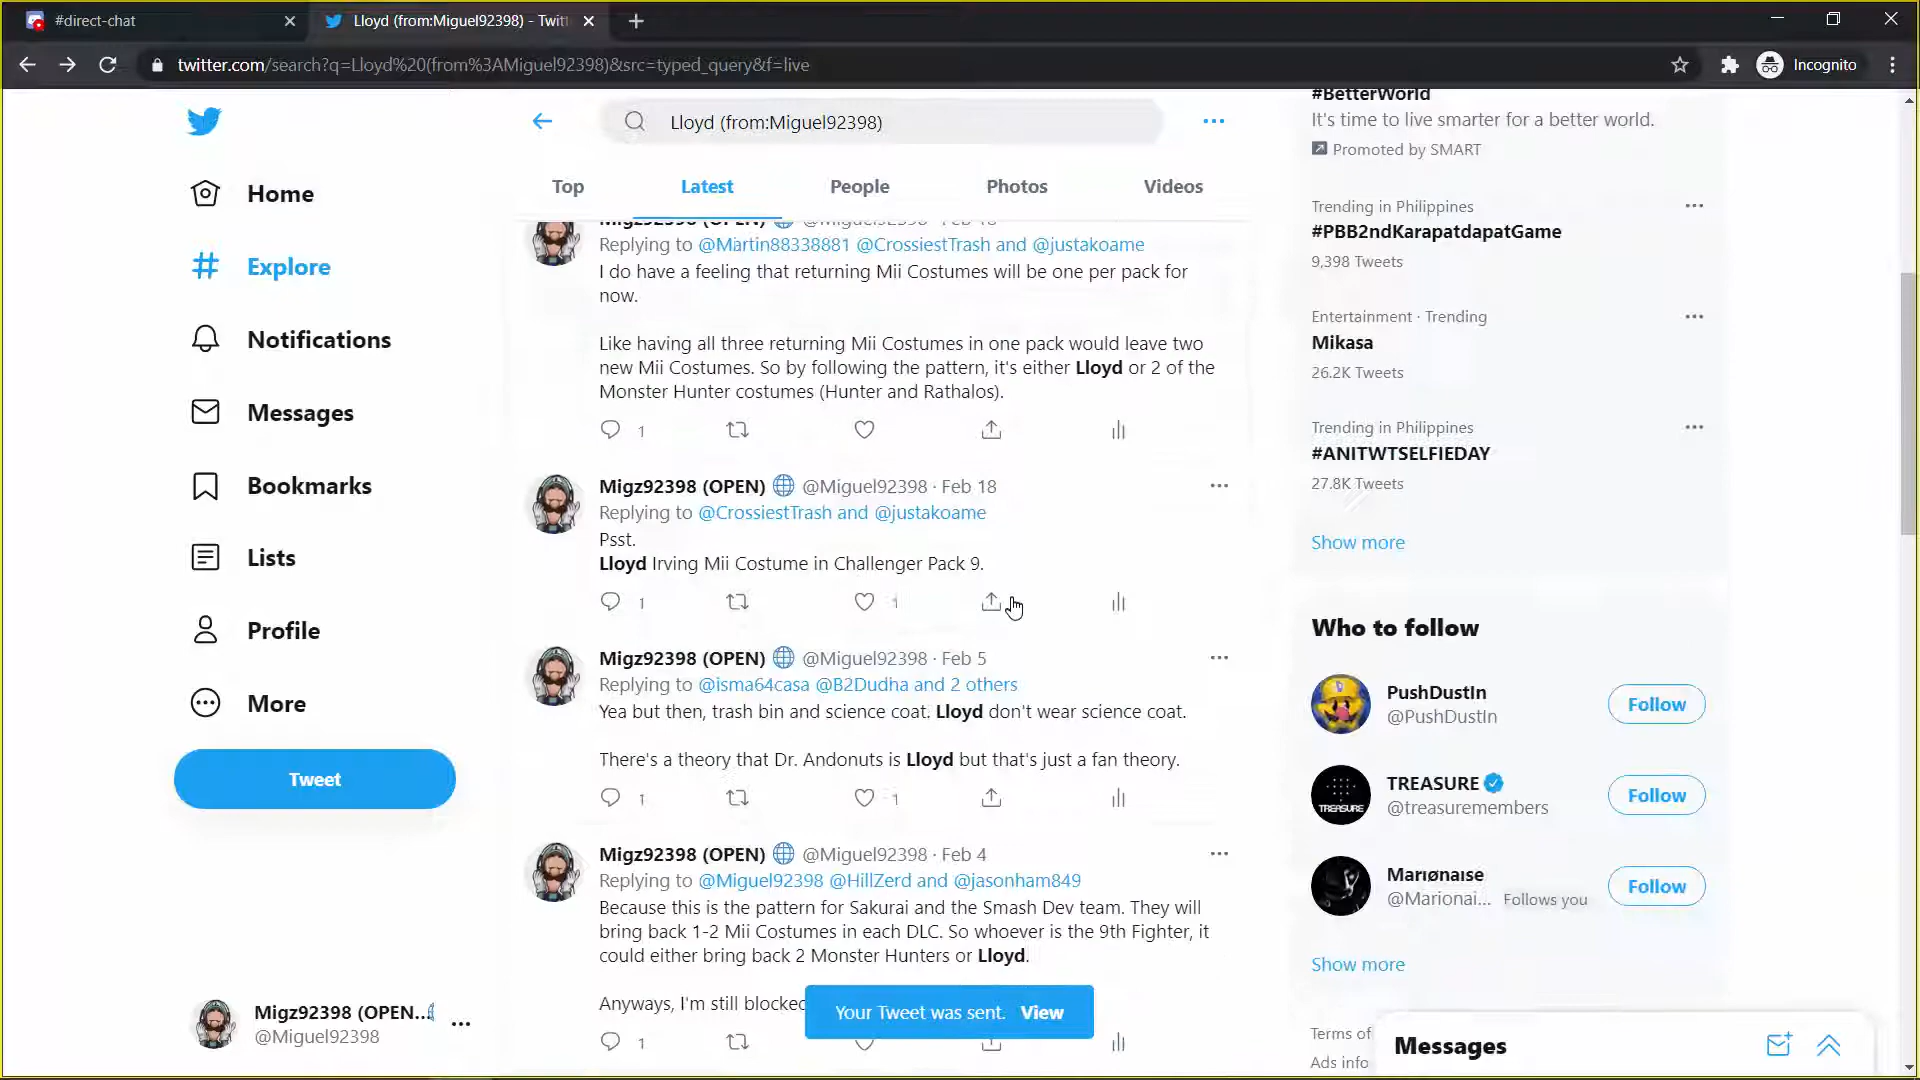 #direct-chat
Lloyd (from:Miguel92398) - Twit
twitter.com/search?q=Lloyd%20(from%3AMiguel92398)&src=typed_query&f=live
Incognito
Home
Explore
Notifications
Messages
Bookmarks
Lists
Profile
More
Tweet
Migz92398 (OPEN...
@Miguel92398
Lloyd (from:Miguel92398)
Top
Latest
People
Photos
Videos
Migz92398 (OPEN) @Miguel92398 · Feb 18
Replying to @Martin88338881 @CrossiestTrash and @justakoame
I do have a feeling that returning Mii Costumes will be one per pack for
now.
Like having all three returning Mii Costumes in one pack would leave two
new Mii Costumes. So by following the pattern, it's either Lloyd or 2 of the
Monster Hunter costumes (Hunter and Rathalos).
1
Migz92398 (OPEN) @Miguel92398 · Feb 18
Replying to @CrossiestTrash and @justakoame
Psst.
Lloyd Irving Mii Costume in Challenger Pack 9.
1 1
Migz92398 (OPEN) @Miguel92398 · Feb 5
Replying to @isma64casa @B2Dudha and 2 others
Yea but then, trash bin and science coat. Lloyd don't wear science coat.
There's a theory that Dr. Andonuts is Lloyd but that's just a fan theory.
1 1
Migz92398 (OPEN) @Miguel92398 · Feb 4
Replying to @Miguel92398 @HillZerd and @jasonham849
Because this is the pattern for Sakurai and the Smash Dev team. They will
bring back 1-2 Mii Costumes in each DLC. So whoever is the 9th Fighter, it
could either bring back 2 Monster Hunters or Lloyd.
Anyways, I'm still blocked
1
Your Tweet was sent. View
#BetterWorld
It's time to live smarter for a better world.
Promoted by SMART
Trending in Philippines
#PBB2ndKarapatdapatGame
9,398 Tweets
Entertainment · Trending
Mikasa
26.2K Tweets
Trending in Philippines
#ANITWTSELFIEDAY
27.8K Tweets
Show more
Who to follow
PushDustIn
@PushDustIn
Follow
TREASURE
@treasuremembers
Follow
TREASURE
Marıønaıse
@Marionai... Follows you
Follow
Show more
Terms of
Ads info
Messages